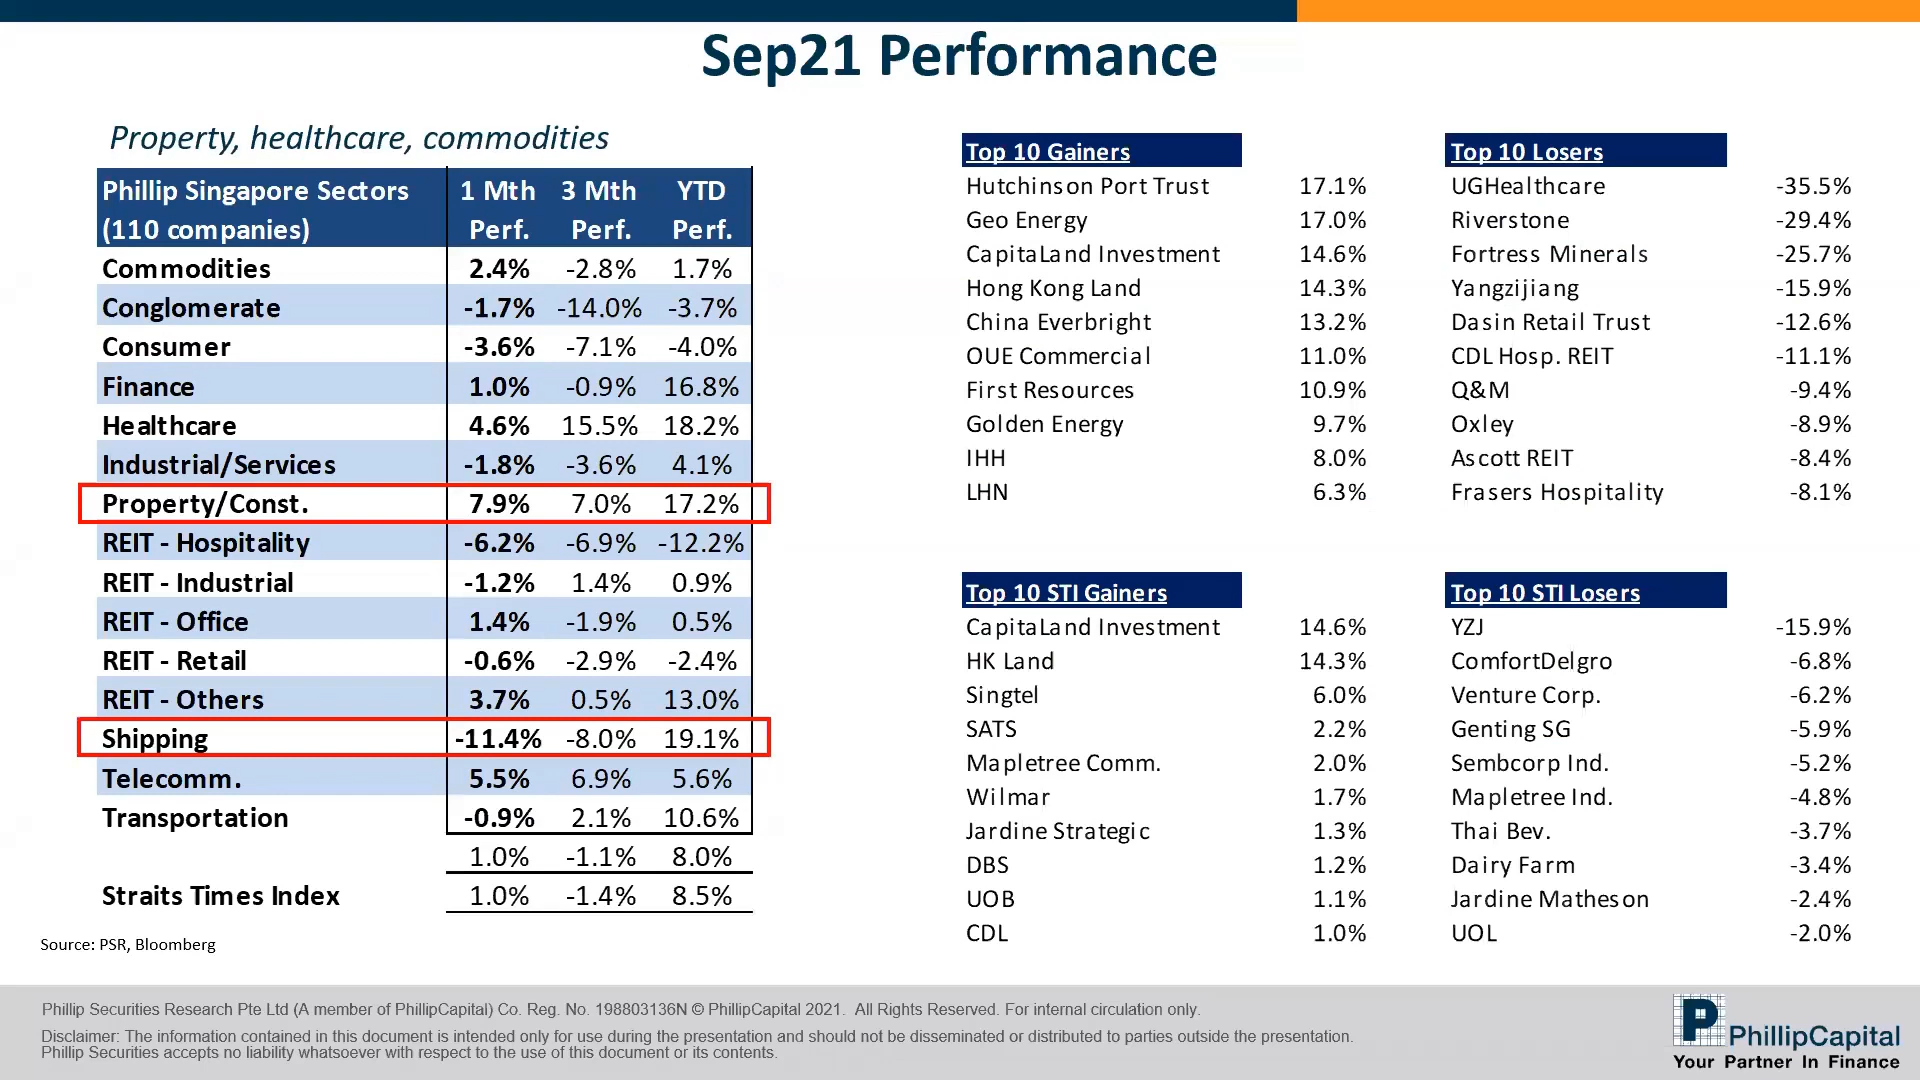 Sep21 Performance
Property, healthcare, commodities
Phillip Singapore Sectors 1 Mth 3 Mth YTD
(110 companies) Perf. Perf. Perf.
Commodities 2.4% -2.8% 1.7%
Conglomerate -1.7% -14.0% -3.7%
Consumer -3.6% -7.1% -4.0%
Finance 1.0% -0.9% 16.8%
Healthcare 4.6% 15.5% 18.2%
Industrial/Services -1.8% -3.6% 4.1%
Property/Const. 7.9% 7.0% 17.2%
REIT - Hospitality -6.2% -6.9% -12.2%
REIT - Industrial -1.2% 1.4% 0.9%
REIT - Office 1.4% -1.9% 0.5%
REIT - Retail -0.6% -2.9% -2.4%
REIT - Others 3.7% 0.5% 13.0%
Shipping -11.4% -8.0% 19.1%
Telecomm. 5.5% 6.9% 5.6%
Transportation -0.9% 2.1% 10.6%
1.0% -1.1% 8.0%
Straits Times Index 1.0% -1.4% 8.5%
Source: PSR, Bloomberg
Top 10 Gainers
Hutchinson Port Trust 17.1%
Geo Energy 17.0%
CapitaLand Investment 14.6%
Hong Kong Land 14.3%
China Everbright 13.2%
OUE Commercial 11.0%
First Resources 10.9%
Golden Energy 9.7%
IHH 8.0%
LHN 6.3%
Top 10 Losers
UGHealthcare -35.5%
Riverstone -29.4%
Fortress Minerals -25.7%
Yangzijiang -15.9%
Dasin Retail Trust -12.6%
CDL Hosp. REIT -11.1%
Q&M -9.4%
Oxley -8.9%
Ascott REIT -8.4%
Frasers Hospitality -8.1%
Top 10 STI Gainers
CapitaLand Investment 14.6%
HK Land 14.3%
Singtel 6.0%
SATS 2.2%
Mapletree Comm. 2.0%
Wilmar 1.7%
Jardine Strategic 1.3%
DBS 1.2%
UOB 1.1%
CDL 1.0%
Top 10 STI Losers
YZJ -15.9%
ComfortDelgro -6.8%
Venture Corp. -6.2%
Genting SG -5.9%
Sembcorp Ind. -5.2%
Mapletree Ind. -4.8%
Thai Bev. -3.7%
Dairy Farm -3.4%
Jardine Matheson -2.4%
UOL -2.0%
Phillip Securities Research Pte Ltd (A member of PhillipCapital) Co. Reg. No. 198803136N © PhillipCapital 2021. All Rights Reserved. For internal circulation only.
Disclaimer: The information contained in this document is intended only for use during the presentation and should not be disseminated or distributed to parties outside the presentation.
Phillip Securities accepts no liability whatsoever with respect to the use of this document or its contents.
PhillipCapital
Your Partner In Finance